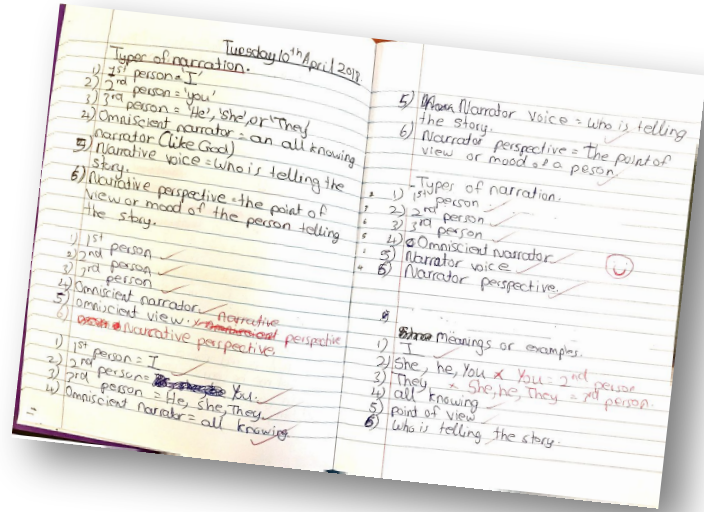 Tuesday 10th April 2018
Types of narration.
1) 1st person = 'I'
2) 2nd person = 'you'
3) 3rd person = 'He', 'She', or 'They
4) Omniscient narrator = an all knowing
narrator (Like God)
5) Narrative voice = Who is telling the
story.
6) Narrative perspective = the point of
view or mood of the person telling
the story.
1) 1st person
2) 2nd person
3) 3rd person
4) Omniscient narrator
5) omniscient view. x Narrative perspective
6) Narrative perspective.
1) 1st person = I
2) 2nd person = You.
3) 3rd person = He, She, They
4) Omniscient narrator = all knowing
5) Narrator voice = Who is telling
the story.
6) Narrator perspective = The point of
view or mood of a peson.
-Types of narration.
1) 1st person
2) 2nd person
3) 3rd person
4) Omniscient narrator
5) Narrator voice
6) Narrator perspective.
meanings or examples.
1) I
2) She, he, You x You = 2nd person
3) They x She, he, They = 3rd person.
4) all knowing
5) point of view
6) Who is telling the story.